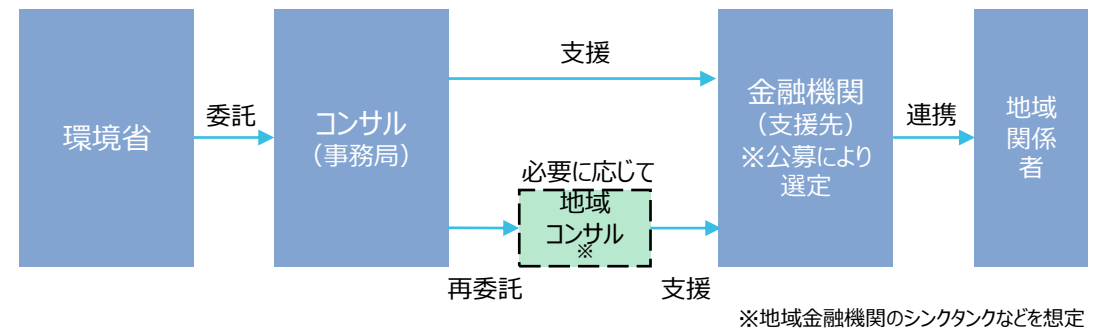 環境省
委託
コンサル
（事務局）
支援
必要に応じて
地域
コンサル
※
再委託
支援
金融機関
（支援先）
※公募により
選定
連携
地域
関係
者
※地域金融機関のシンクタンクなどを想定